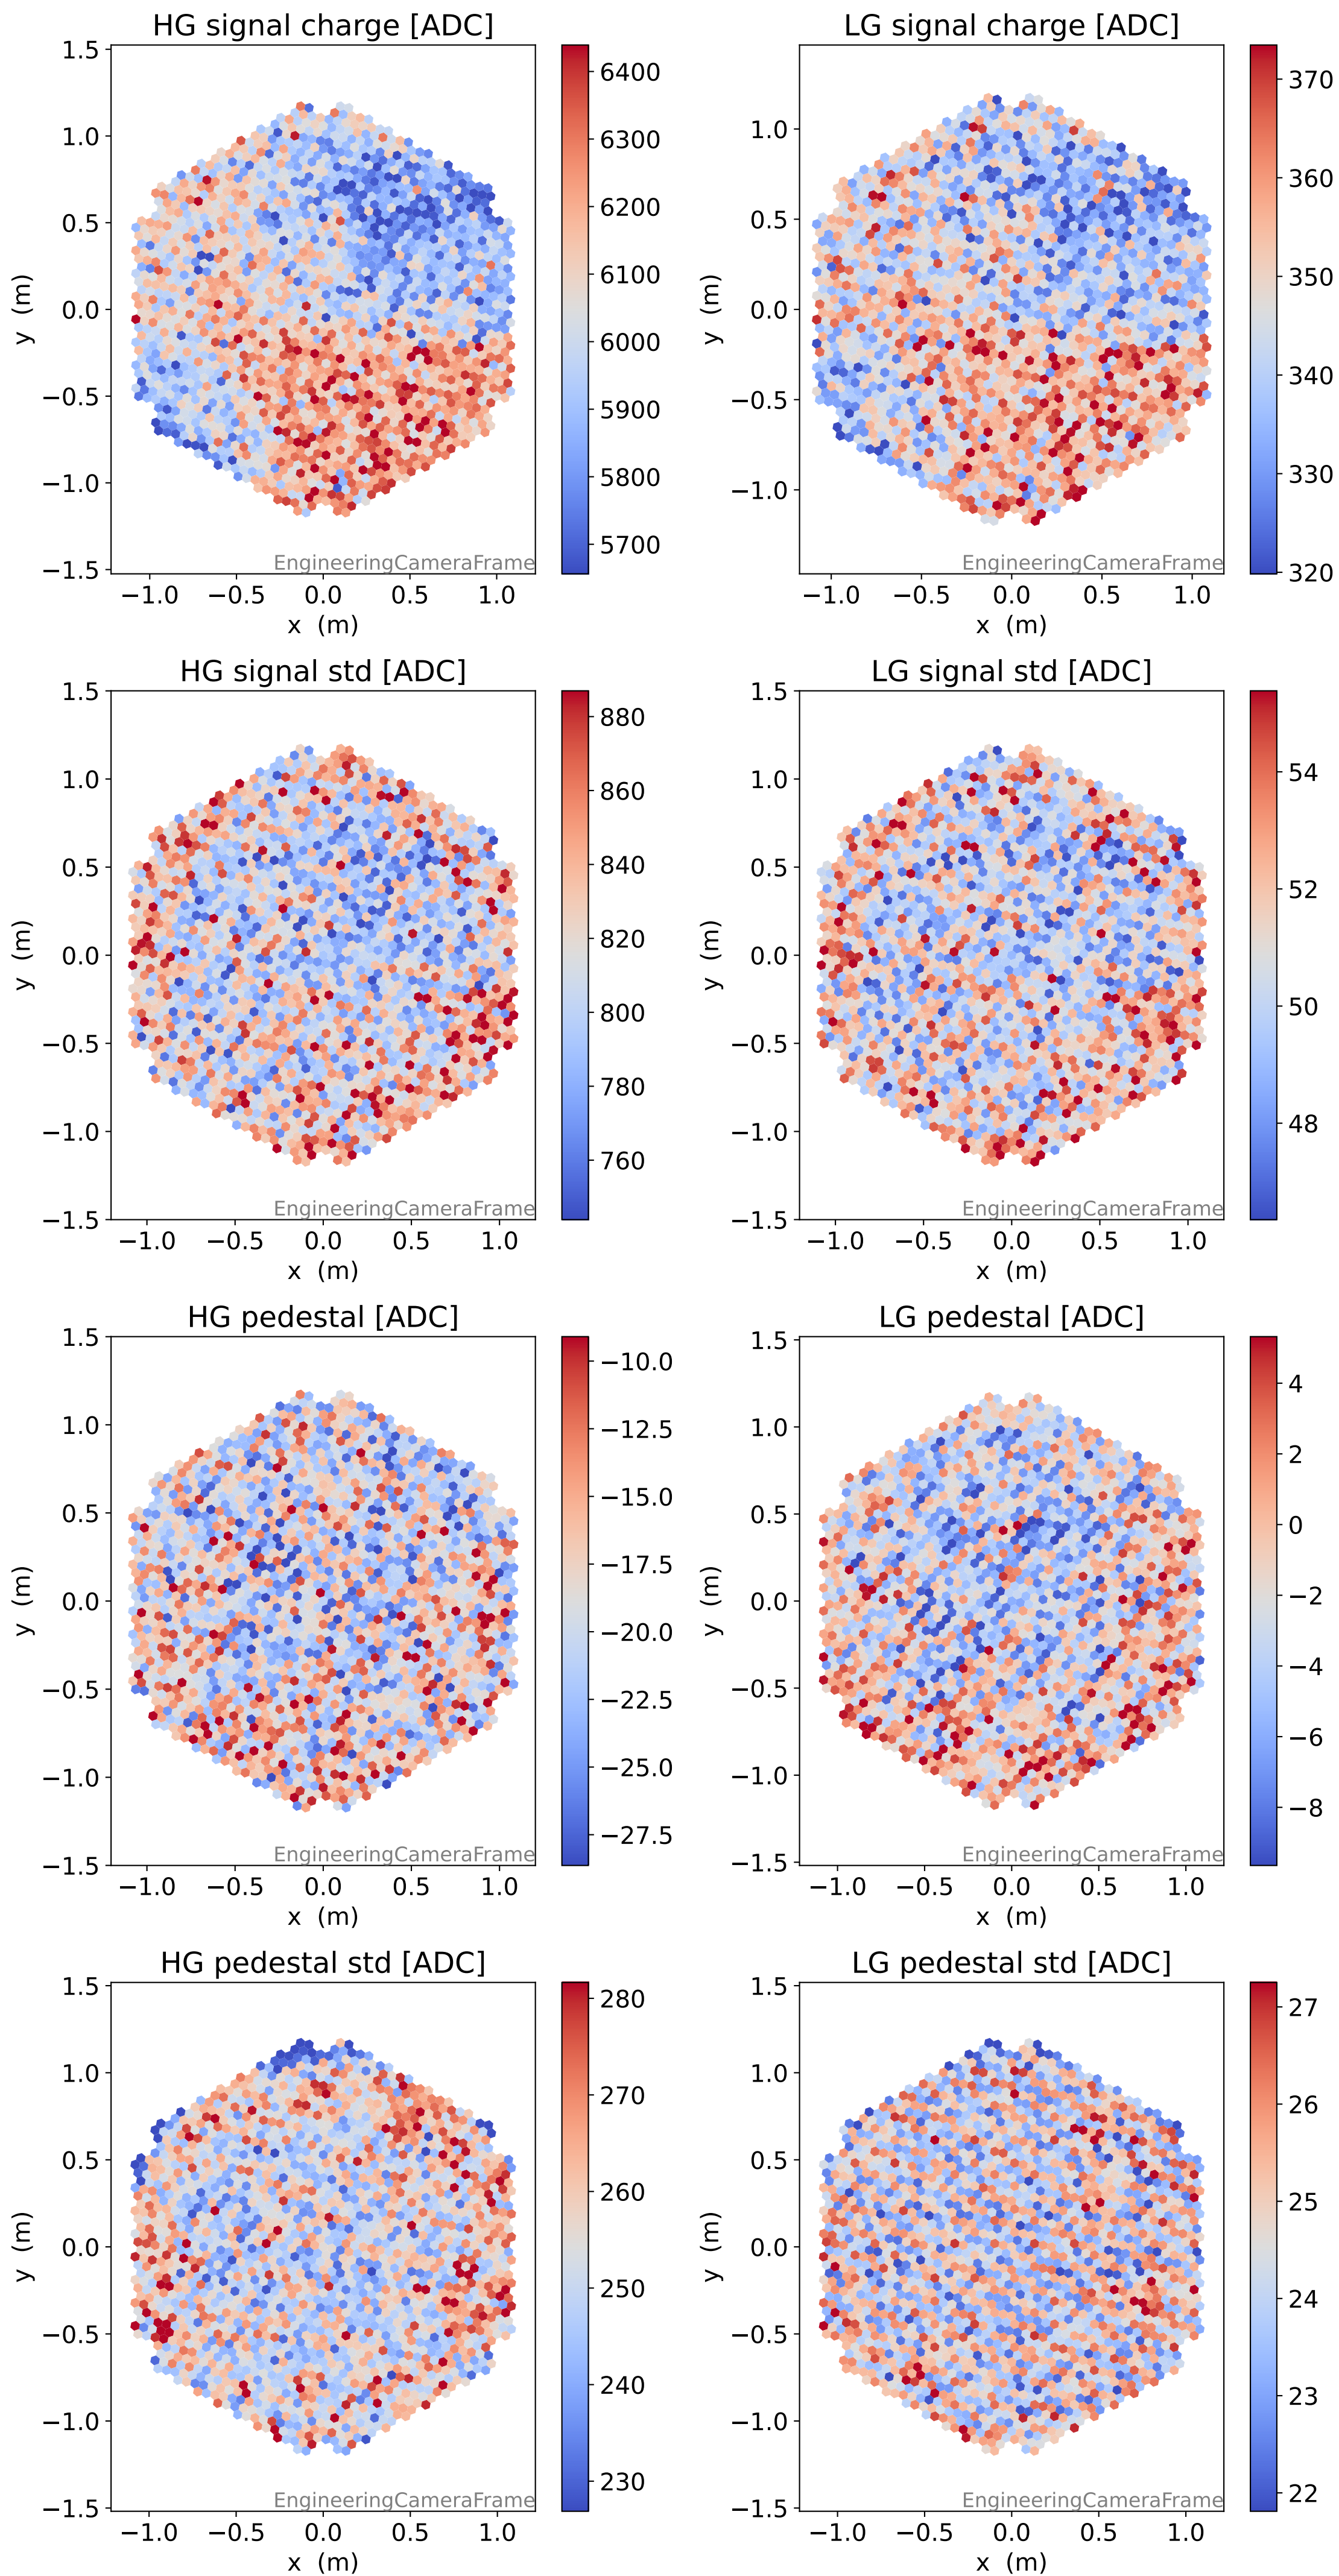 HG signal charge [ADC]
LG signal charge [ADC]
1.5
1.0
0.5
0.0
−0.5
−1.0
−1.5
y (m)
−1.0 −0.5 0.0 0.5 1.0
x (m)
EngineeringCameraFrame
6400
6300
6200
6100
6000
5900
5800
5700
1.0
0.5
0.0
−0.5
−1.0
y (m)
−1.0 −0.5 0.0 0.5 1.0
x (m)
EngineeringCameraFrame
370
360
350
340
330
320
HG signal std [ADC]
LG signal std [ADC]
1.5
1.0
0.5
0.0
−0.5
−1.0
−1.5
y (m)
−1.0 −0.5 0.0 0.5 1.0
x (m)
EngineeringCameraFrame
880
860
840
820
800
780
760
1.5
1.0
0.5
0.0
−0.5
−1.0
−1.5
y (m)
−1.0 −0.5 0.0 0.5 1.0
x (m)
EngineeringCameraFrame
54
52
50
48
HG pedestal [ADC]
LG pedestal [ADC]
1.5
1.0
0.5
0.0
−0.5
−1.0
−1.5
y (m)
−1.0 −0.5 0.0 0.5 1.0
x (m)
EngineeringCameraFrame
−10.0
−12.5
−15.0
−17.5
−20.0
−22.5
−25.0
−27.5
1.5
1.0
0.5
0.0
−0.5
−1.0
−1.5
y (m)
−1.0 −0.5 0.0 0.5 1.0
x (m)
EngineeringCameraFrame
4
2
0
−2
−4
−6
−8
HG pedestal std [ADC]
LG pedestal std [ADC]
1.5
1.0
0.5
0.0
−0.5
−1.0
−1.5
y (m)
−1.0 −0.5 0.0 0.5 1.0
x (m)
EngineeringCameraFrame
280
270
260
250
240
230
1.5
1.0
0.5
0.0
−0.5
−1.0
−1.5
y (m)
−1.0 −0.5 0.0 0.5 1.0
x (m)
EngineeringCameraFrame
27
26
25
24
23
22